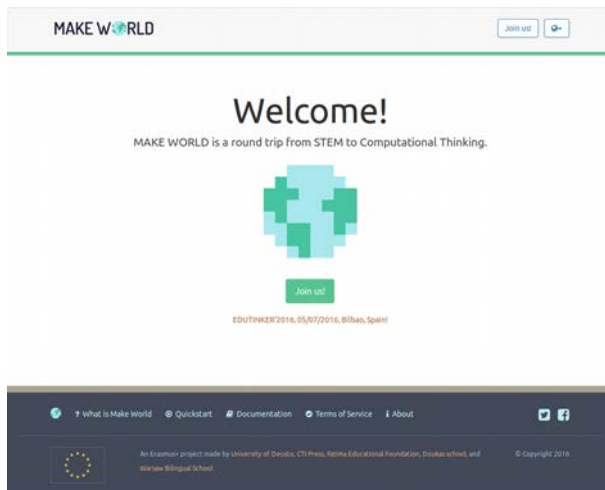 MAKE WORLD
Join us!
Welcome!
MAKE WORLD is a round trip from STEM to Computational Thinking.
Join us!
EDUTINKER'2016, 05/07/2016, Bilbao, Spain!
? What is Make World Quickstart Documentation Terms of Service i About
An Erasmus+ project made by University of Deusto, CTI Press, Fatima Educational Foundation, Doukas school, and © Copyright 2016
Warsaw Bilingual School.